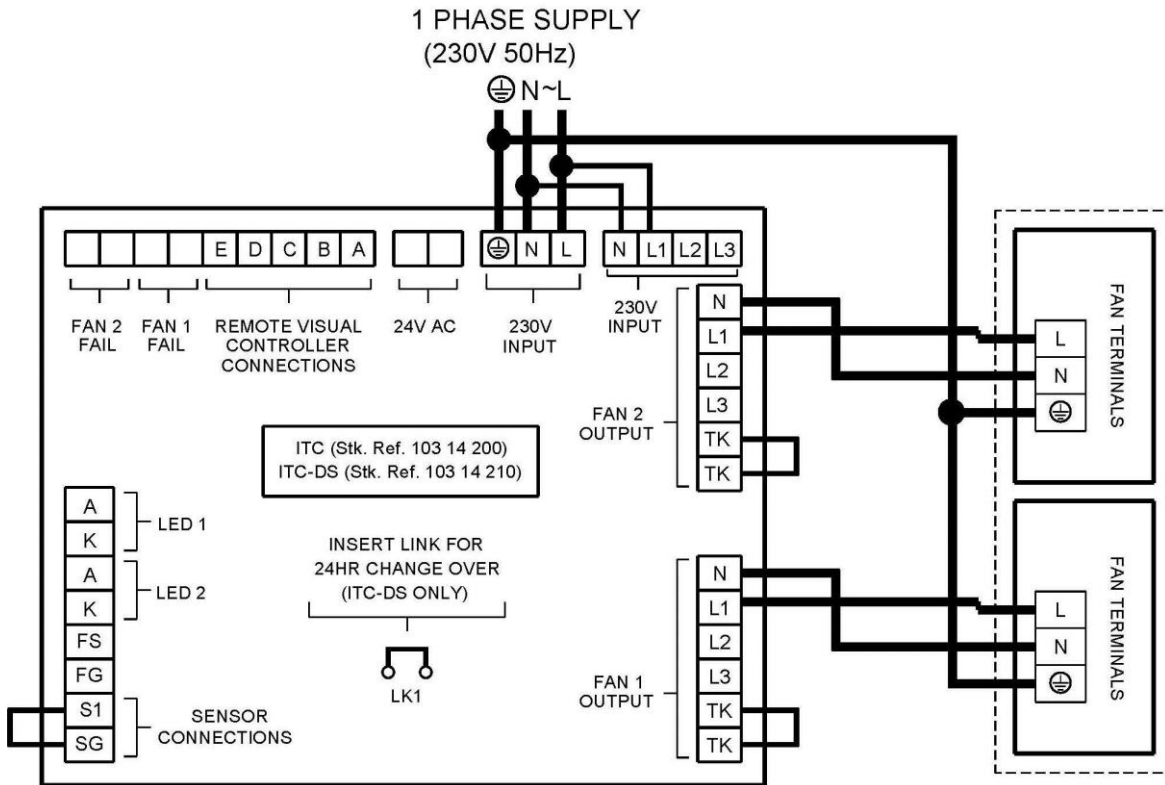 1 PHASE SUPPLY
(230V 50Hz)
N~L
E D C B A
N L
N L1 L2 L3
FAN 2
FAIL
FAN 1
FAIL
REMOTE VISUAL
CONTROLLER
CONNECTIONS
24V AC
230V
INPUT
230V
INPUT
N
L1
L2
L3
TK
TK
FAN 2
OUTPUT
L
N
FAN TERMINALS
ITC (Stk. Ref. 103 14 200)
ITC-DS (Stk. Ref. 103 14 210)
A
K
LED 1
A
K
LED 2
FS
FG
S1
SG
SENSOR
CONNECTIONS
INSERT LINK FOR
24HR CHANGE OVER
(ITC-DS ONLY)
LK1
N
L1
L2
L3
TK
TK
FAN 1
OUTPUT
L
N
FAN TERMINALS